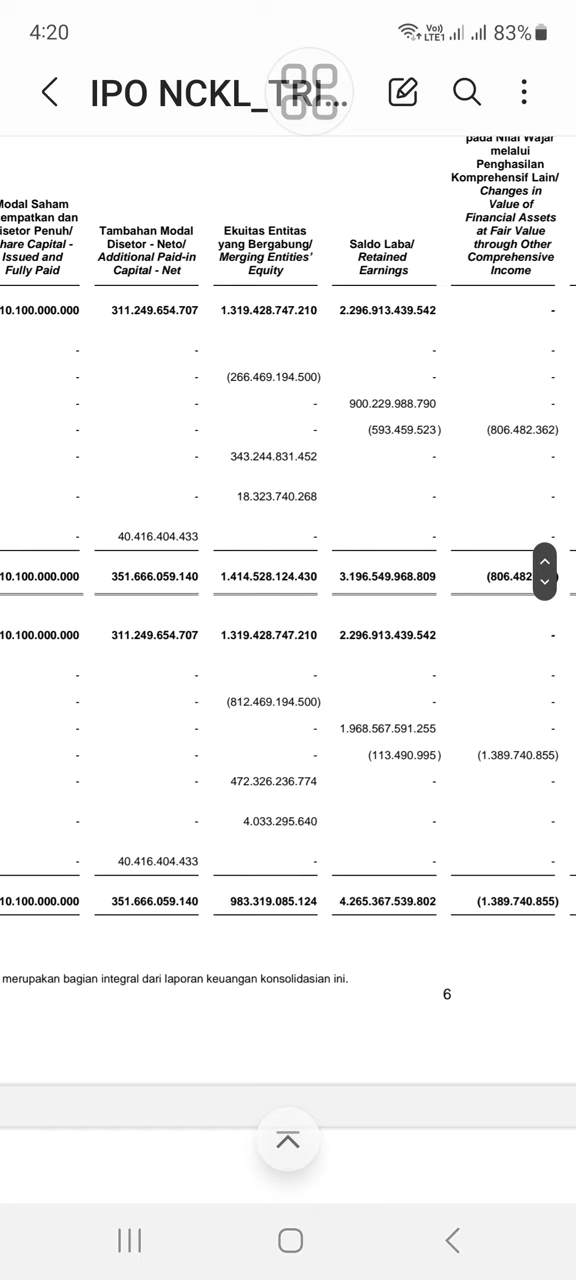 4:20
Vo)) LTE1 83%
IPO NCKL_TRI...
pada Nilai Wajar
melalui
Penghasilan
Komprehensif Lain/
Changes in
Value of
Financial Assets
at Fair Value
through Other
Comprehensive
Income
Modal Saham
empatkan dan
isetor Penuh/
hare Capital -
Issued and
Fully Paid
Tambahan Modal
Disetor - Neto/
Additional Paid-in
Capital - Net
Ekuitas Entitas
yang Bergabung/
Merging Entities'
Equity
Saldo Laba/
Retained
Earnings
10.100.000.000 311.249.654.707 1.319.428.747.210 2.296.913.439.542 -
- - - -
- - (266.469.194.500) - -
- - - 900.229.988.790 -
- - - (593.459.523) (806.482.362)
- - 343.244.831.452 - -
- - 18.323.740.268 - -
- 40.416.404.433 - - -
10.100.000.000 351.666.059.140 1.414.528.124.430 3.196.549.968.809 (806.482
10.100.000.000 311.249.654.707 1.319.428.747.210 2.296.913.439.542 -
- - - -
- - (812.469.194.500) - -
- - - 1.968.567.591.255 -
- - - (113.490.995) (1.389.740.855)
- - 472.326.236.774 - -
- - 4.033.295.640 - -
- 40.416.404.433 - - -
10.100.000.000 351.666.059.140 983.319.085.124 4.265.367.539.802 (1.389.740.855)
merupakan bagian integral dari laporan keuangan konsolidasian ini.
6